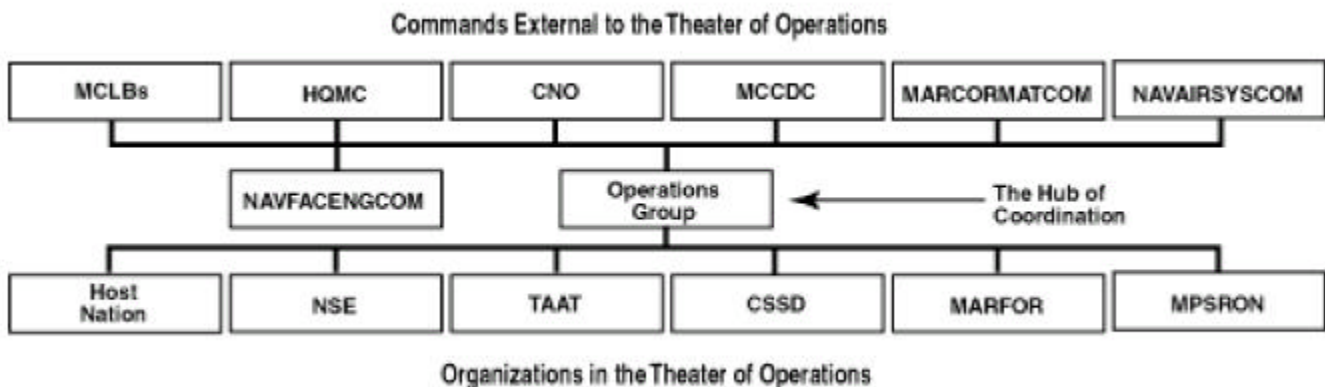 Commands External to the Theater of Operations
MCLBs
HQMC
CNO
MCCDC
MARCORMATCOM
NAVAIRSYSCOM
NAVFACENGCOM
Operations
Group
The Hub of
Coordination
Host
Nation
NSE
TAAT
CSSD
MARFOR
MPSRON
Organizations in the Theater of Operations